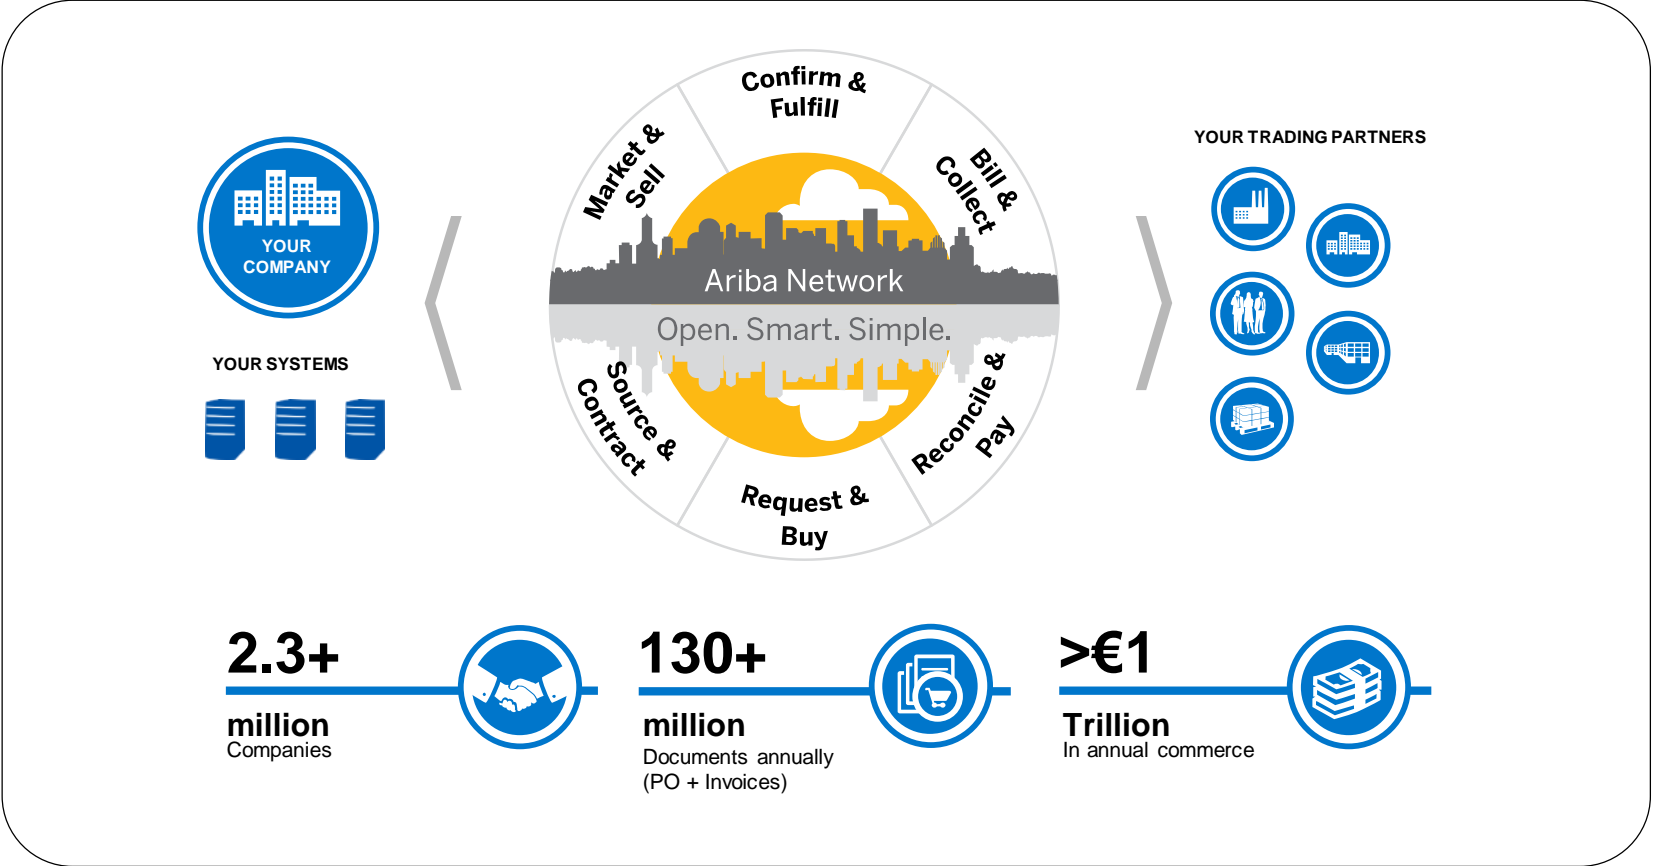 Confirm &
Fulfill
Market &
Sell
Bill &
Collect
YOUR TRADING PARTNERS
YOUR
COMPANY
Ariba Network
Open. Smart. Simple.
YOUR SYSTEMS
Source &
Contract
Reconcile &
Pay
Request &
Buy
2.3+
million
Companies
130+
million
Documents annually
(PO + Invoices)
>€1
Trillion
In annual commerce